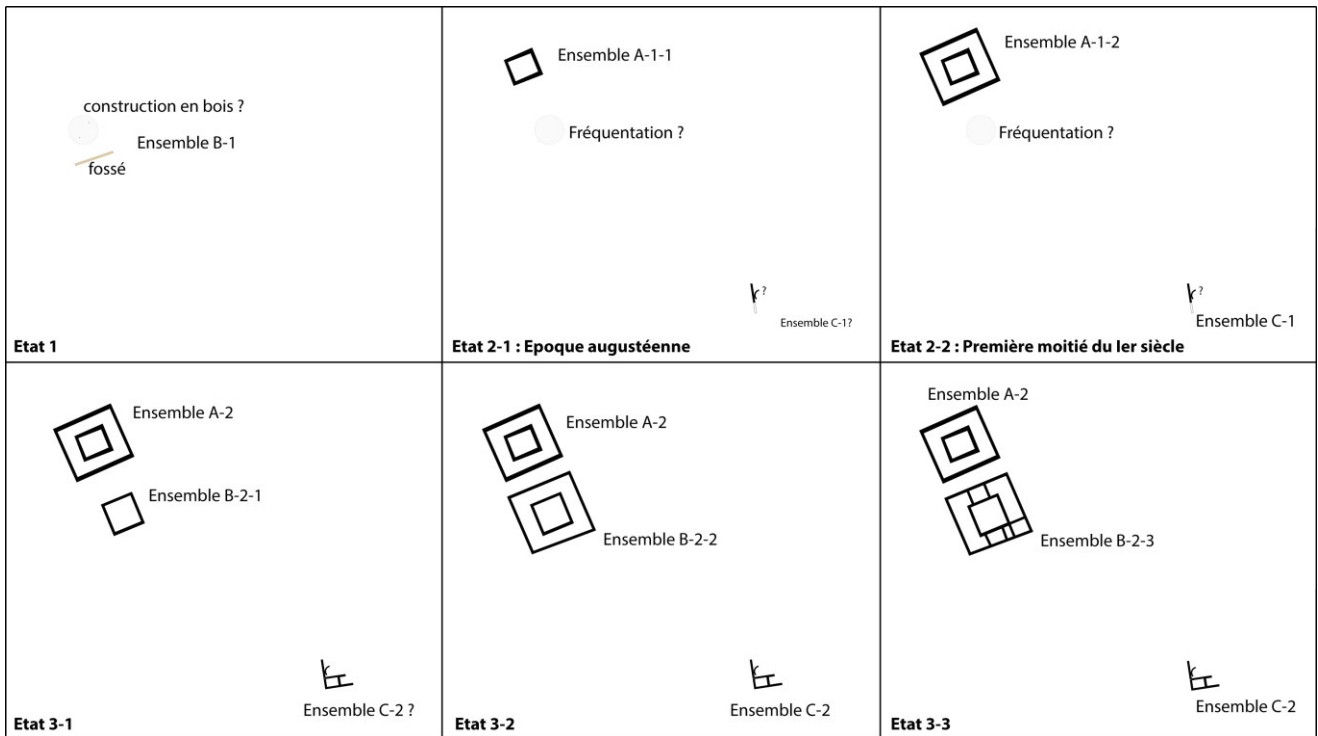 construction en bois ?
Ensemble B-1
fossé
Etat 1
Ensemble A-1-1
Fréquentation ?
?
Ensemble C-1?
Etat 2-1 : Epoque augustéenne
Ensemble A-1-2
Fréquentation ?
?
Ensemble C-1
Etat 2-2 : Première moitié du Ier siècle
Ensemble A-2
Ensemble B-2-1
Ensemble C-2 ?
Etat 3-1
Ensemble A-2
Ensemble B-2-2
Ensemble C-2
Etat 3-2
Ensemble A-2
Ensemble B-2-3
Ensemble C-2
Etat 3-3